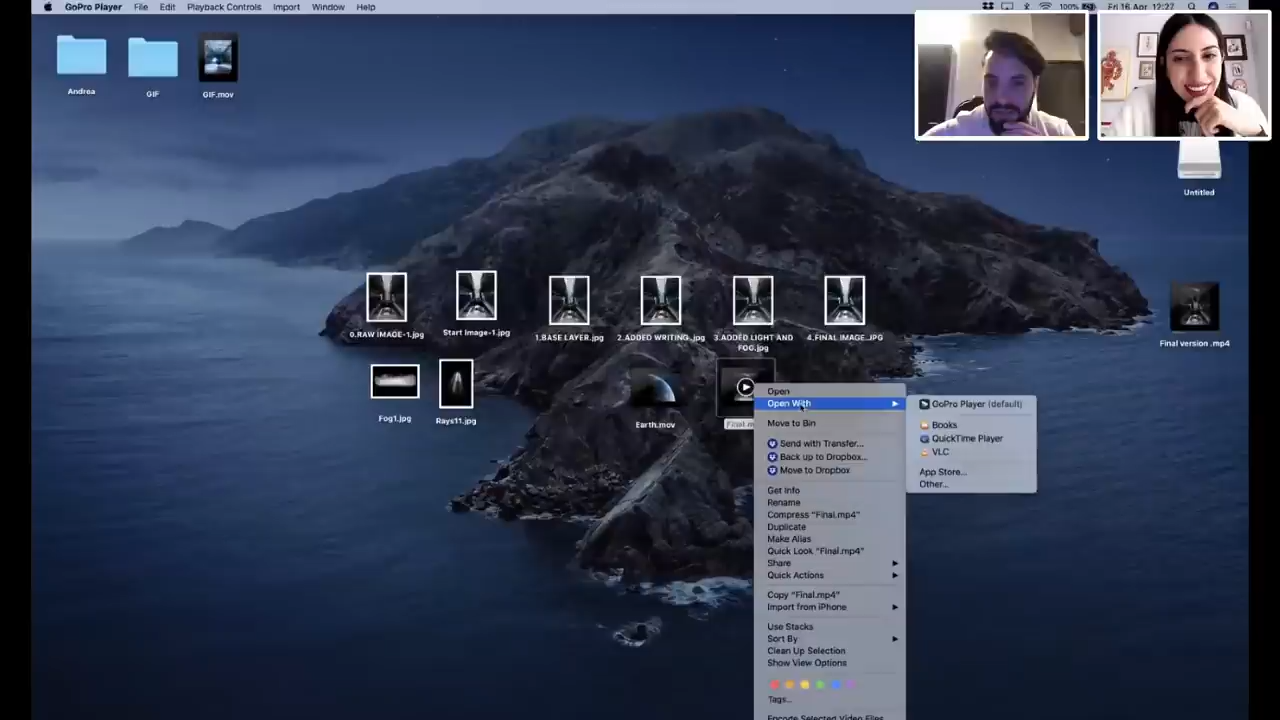 GoPro Player File Edit Playback Controls Import Window Help
100% Fri 16 Apr 12:27
Andrea
GIF
GIF.mov
Untitled
0.RAW IMAGE-1.jpg
Start Image-1.jpg
1.BASE LAYER.jpg
2.ADDED WRITING .jpg
3.ADDED LIGHT AND
FOG.jpg
4.FINAL IMAGE.JPG
Final version .mp4
Fog1.jpg
Rays11.jpg
Earth.mov
Final.m
Open
Open With
Move to Bin
Send with Transfer...
Back up to Dropbox...
Move to Dropbox
Get Info
Rename
Compress "Final.mp4"
Duplicate
Make Alias
Quick Look "Final.mp4"
Share
Quick Actions
Copy "Final.mp4"
Import from iPhone
Use Stacks
Sort By
Clean Up Selection
Show View Options
Tags...
Encode Selected Video Files
GoPro Player (default)
Books
QuickTime Player
VLC
App Store...
Other...